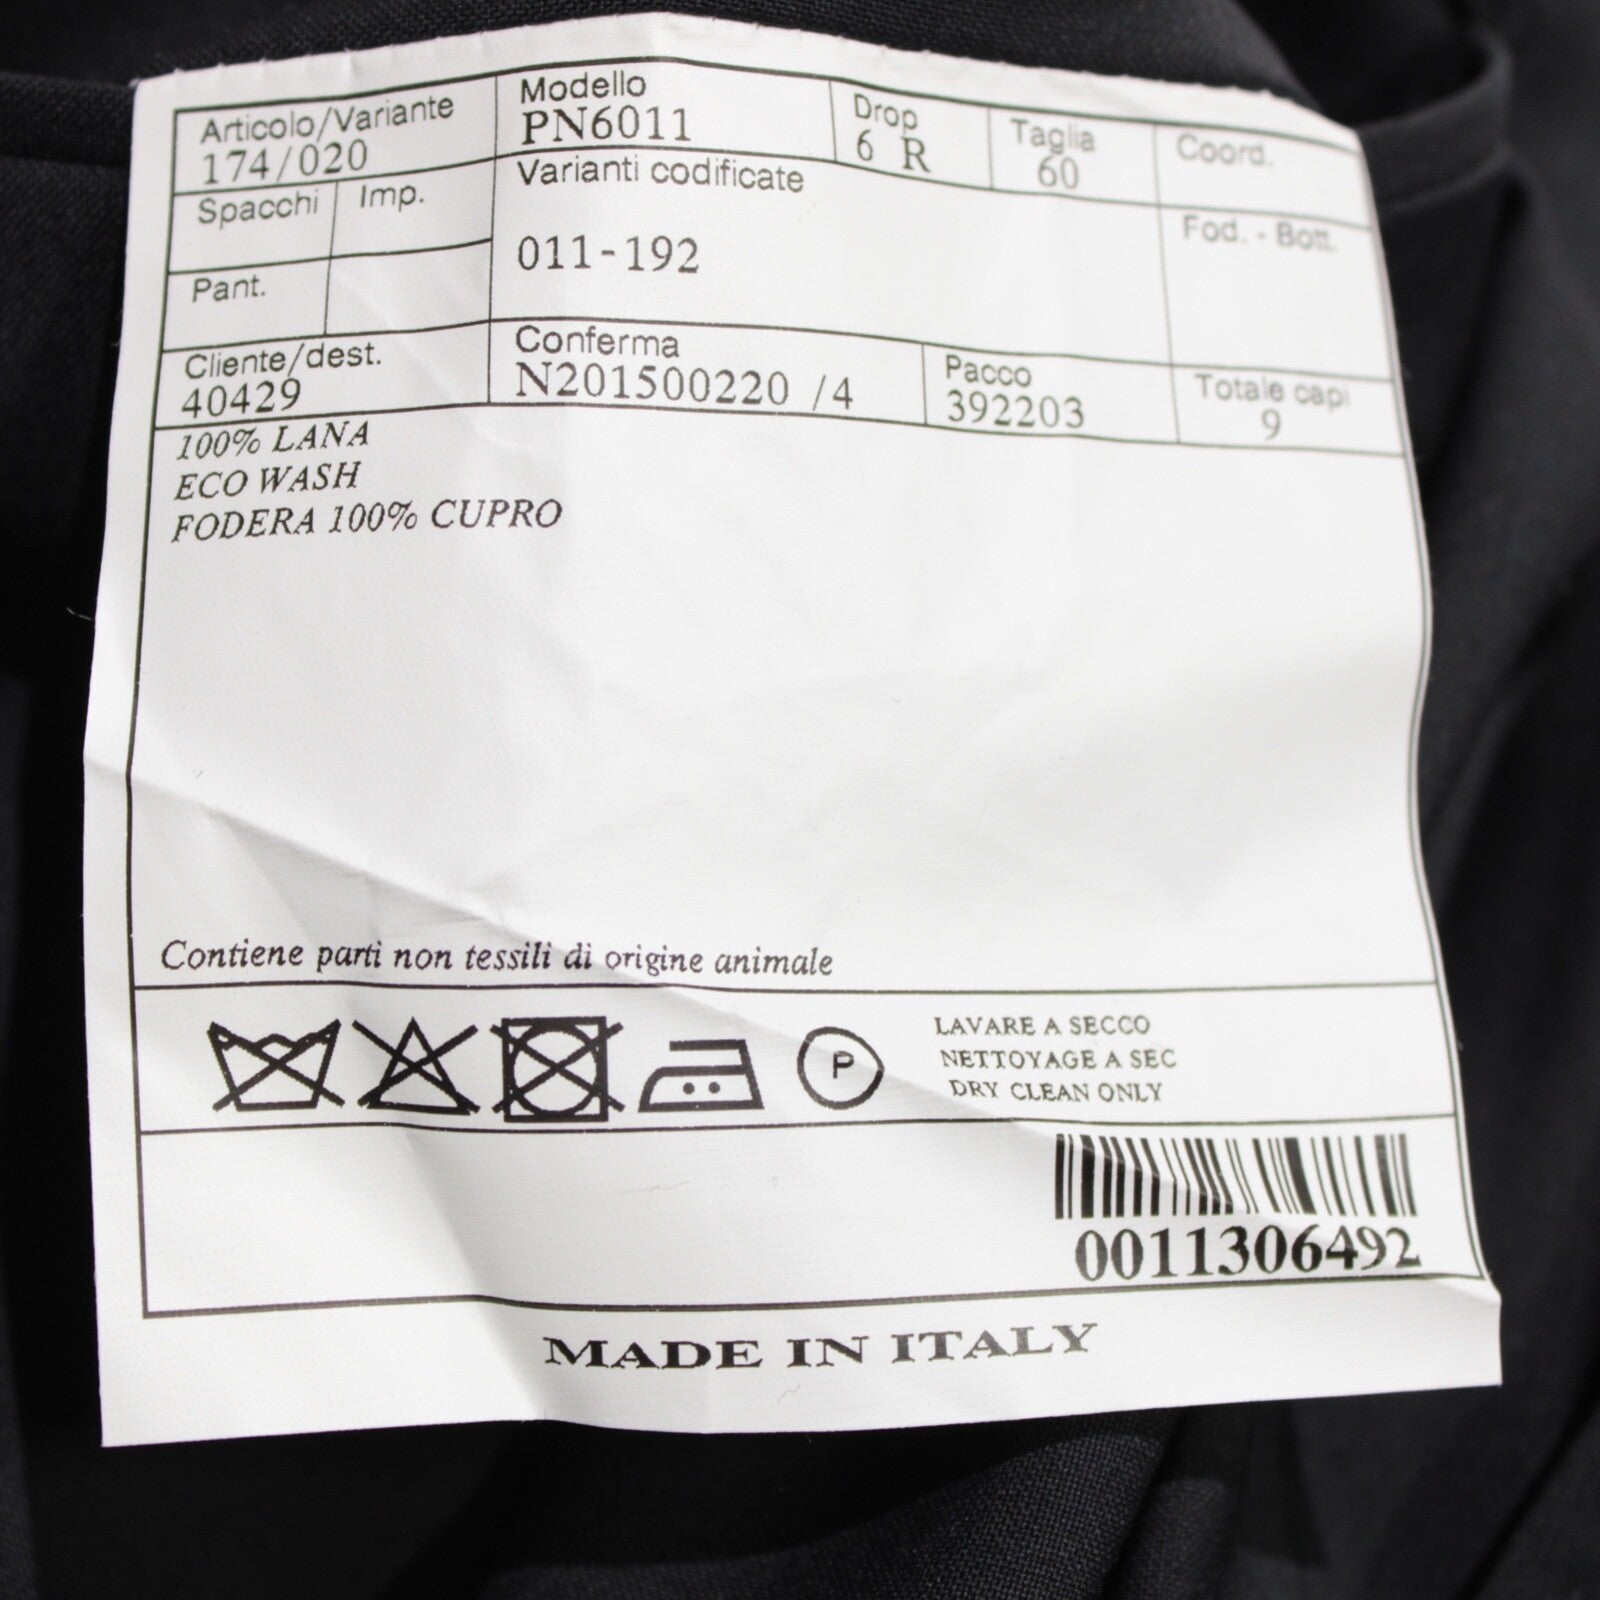 Articolo/Variante
174/020
Modello
PN6011
Drop
6 R
Taglia
60
Coord.
Spacchi
Imp.
Varianti codificate
011-192
Fod. - Bott.
Pant.
Cliente/dest.
40429
Conferma
N201500220 /4
Pacco
392203
Totale capi
9
100% LANA
ECO WASH
FODERA 100% CUPRO
Contiene parti non tessili di origine animale
P
LAVARE A SECCO
NETTOYAGE A SEC
DRY CLEAN ONLY
0011306492
MADE IN ITALY